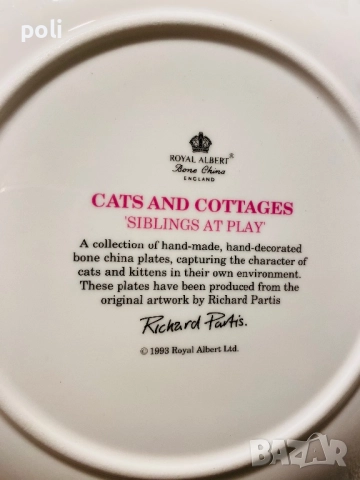 poli
ROYAL ALBERT®
Bone China
ENGLAND
CATS AND COTTAGES
'SIBLINGS AT PLAY'
A collection of hand-made, hand-decorated
bone china plates, capturing the character of
cats and kittens in their own environment.
These plates have been produced from the
original artwork by Richard Partis
Richard Partis.
© 1993 Royal Albert Ltd.
BAZAR